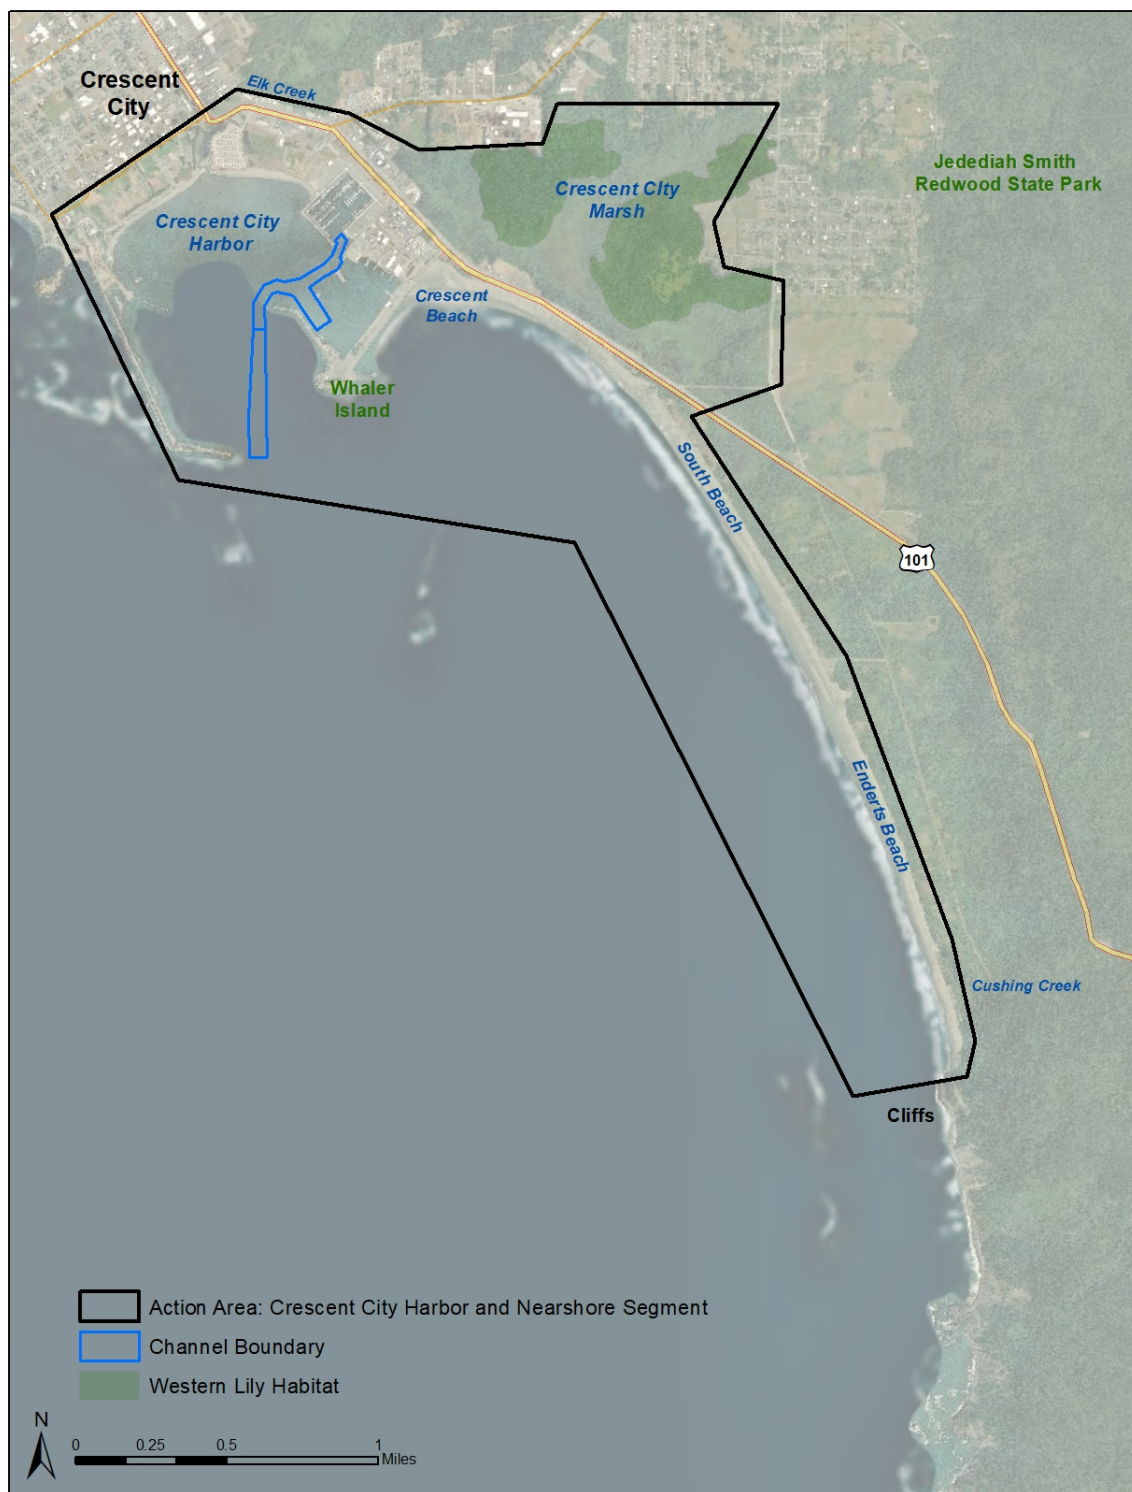 Crescent
City
Elk Creek
Jedediah Smith
Redwood State Park
Crescent CIty
Marsh
Crescent City
Harbor
Crescent
Beach
Whaler
Island
South Beach
101
Enderts Beach
Cushing Creek
Cliffs
Action Area: Crescent City Harbor and Nearshore Segment
Channel Boundary
Western Lily Habitat
N
0 0.25 0.5 1
Miles